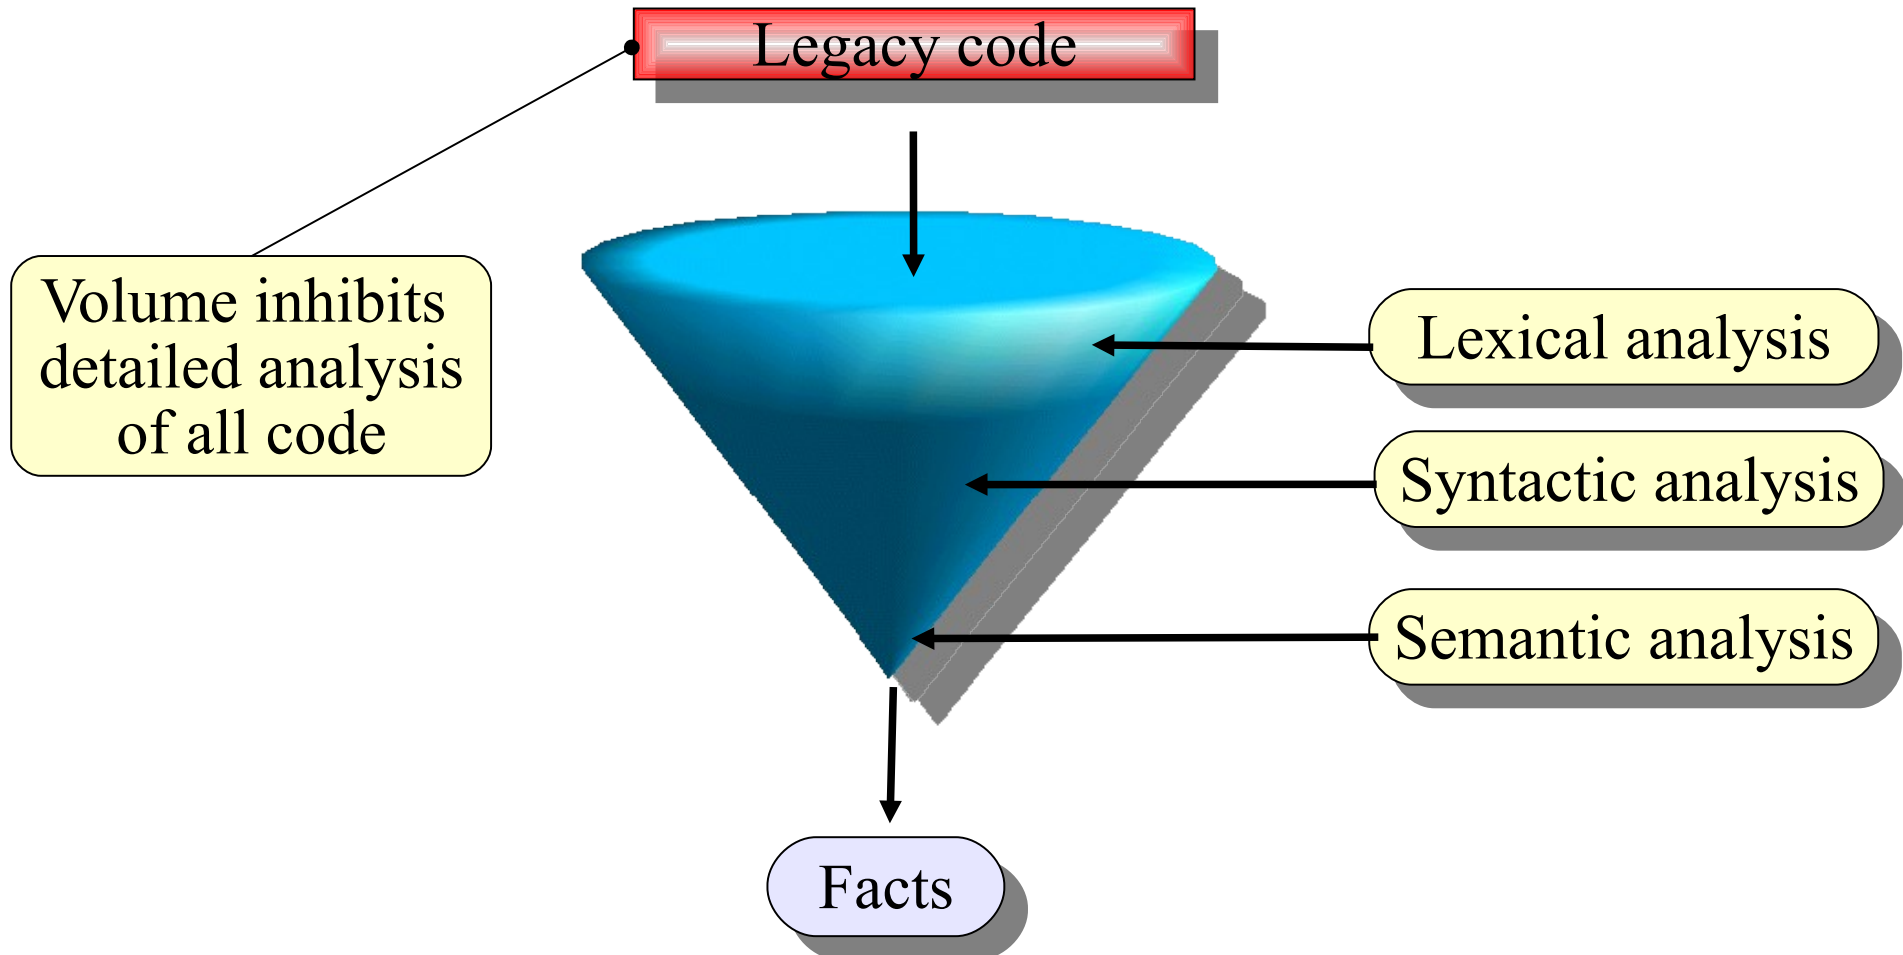 Legacy code
Volume inhibits
detailed analysis
of all code
Lexical analysis
Syntactic analysis
Semantic analysis
Facts